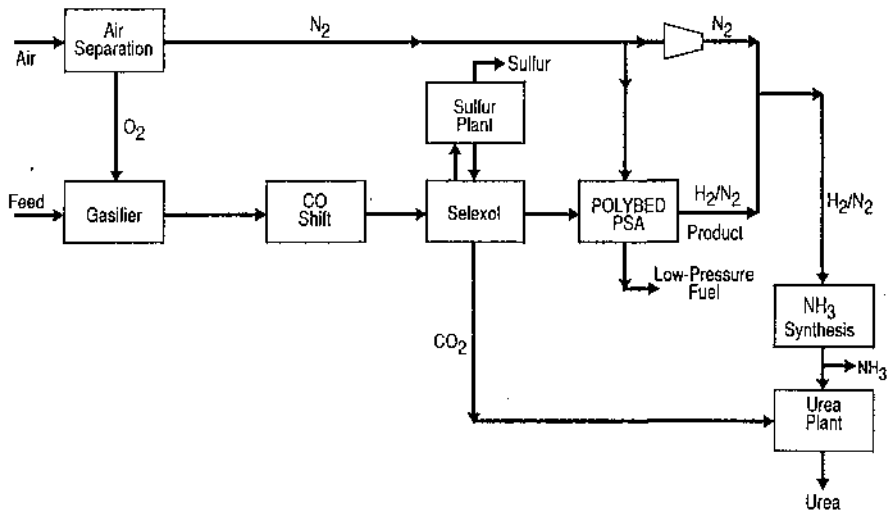 Air
Separation
N2
N2
Air
Sulfur
Sulfur
Plant
O2
Feed
Gasifier
CO
Shift
Selexol
POLYBED
PSA
H2/N2
Product
H2/N2
Low-Pressure
Fuel
NH3
Synthesis
CO2
NH3
Urea
Plant
Urea